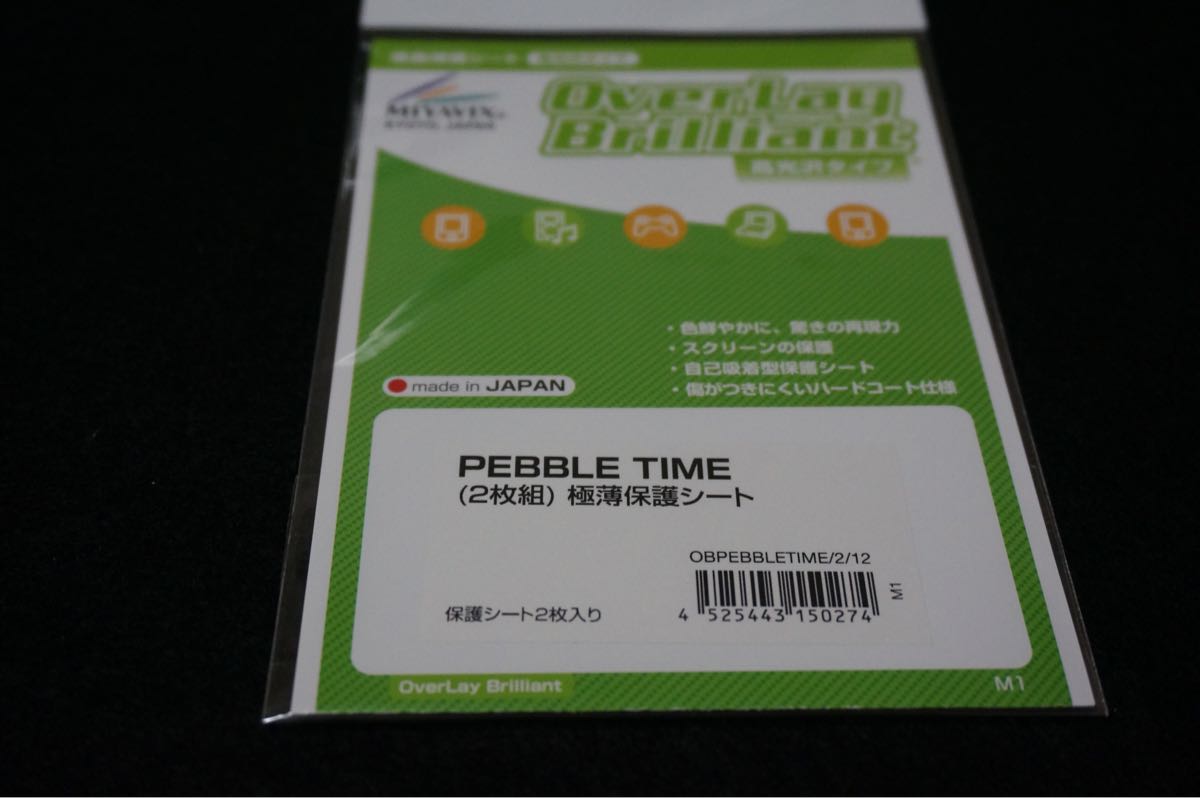 MIYAVIX
KYOTO, JAPAN
OverLay
Brilliant
高光沢タイプ
・色鮮やかに、驚きの再現力
・スクリーンの保護
・自己吸着型保護シート
・傷がつきにくいハードコート仕様
made in JAPAN
PEBBLE TIME
(2枚組) 極薄保護シート
OBPEBBLETIME/2/12
M1
保護シート2枚入り
4 525443 150274
OverLay Brilliant
M1